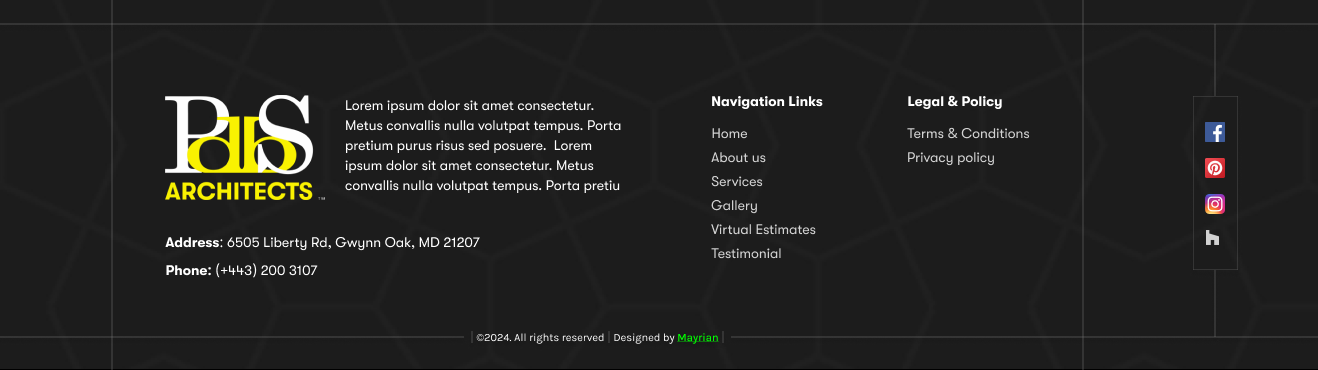 PabS
ARCHITECTS ™
Lorem ipsum dolor sit amet consectetur.
Metus convallis nulla volutpat tempus. Porta
pretium purus risus sed posuere.  Lorem
ipsum dolor sit amet consectetur. Metus
convallis nulla volutpat tempus. Porta pretiu
Address: 6505 Liberty Rd, Gwynn Oak, MD 21207
Phone: (+443) 200 3107
Navigation Links
Home
About us
Services
Gallery
Virtual Estimates
Testimonial
Legal & Policy
Terms & Conditions
Privacy policy
| ©2024. All rights reserved | Designed by Mayrian |